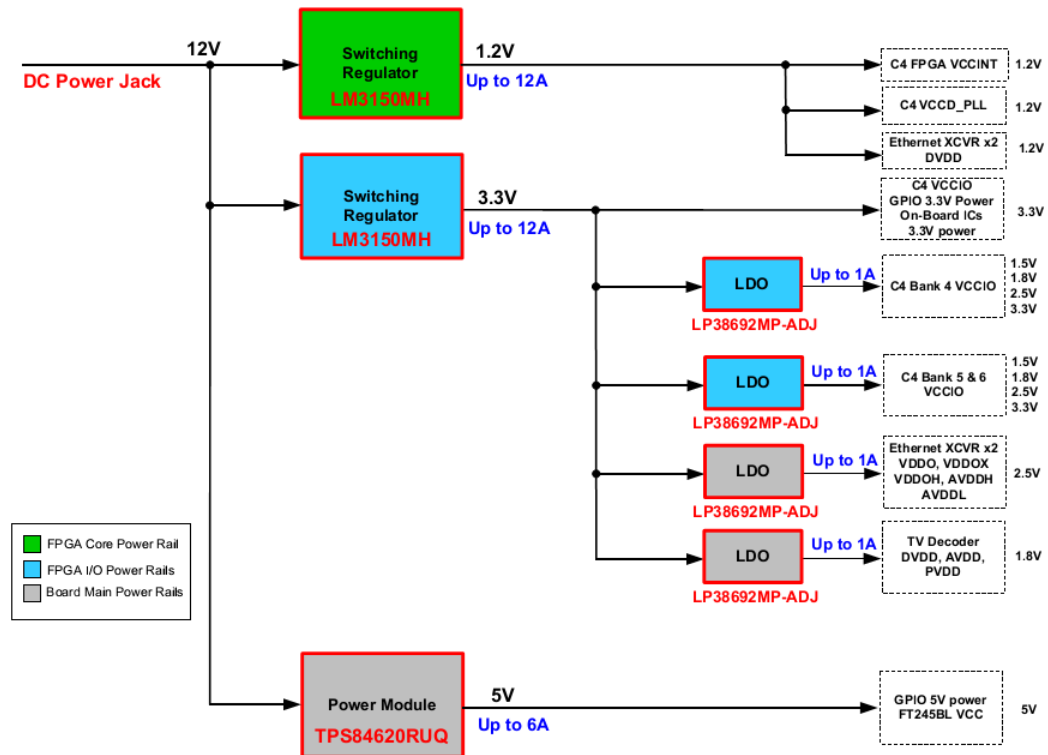 12V
DC Power Jack
Switching
Regulator
LM3150MH
1.2V
Up to 12A
C4 FPGA VCCINT
1.2V
C4 VCCD_PLL
1.2V
Ethernet XCVR x2
DVDD
1.2V
Switching
Regulator
LM3150MH
3.3V
Up to 12A
C4 VCCIO
GPIO 3.3V Power
On-Board ICs
3.3V power
3.3V
LDO
LP38692MP-ADJ
Up to 1A
C4 Bank 4 VCCIO
1.5V
1.8V
2.5V
3.3V
LDO
LP38692MP-ADJ
Up to 1A
C4 Bank 5 & 6
VCCIO
1.5V
1.8V
2.5V
3.3V
LDO
LP38692MP-ADJ
Up to 1A
Ethernet XCVR x2
VDDO, VDDOX
VDDOH, AVDDH
AVDDL
2.5V
LDO
LP38692MP-ADJ
Up to 1A
TV Decoder
DVDD, AVDD,
PVDD
1.8V
FPGA Core Power Rail
FPGA I/O Power Rails
Board Main Power Rails
Power Module
TPS84620RUQ
5V
Up to 6A
GPIO 5V power
FT245BL VCC
5V